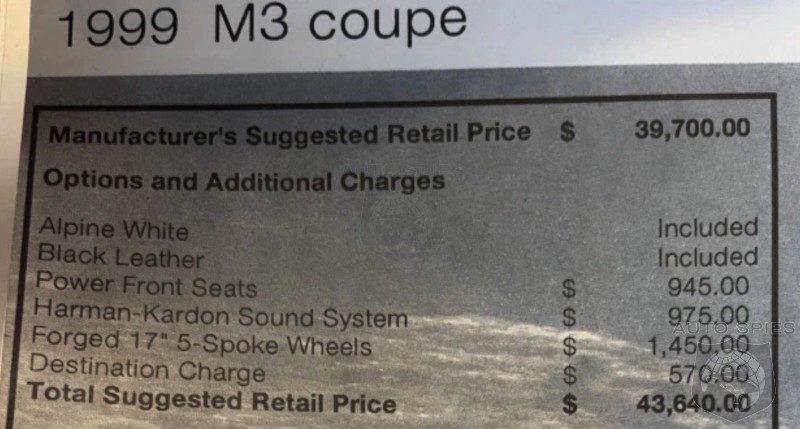 1999 M3 coupe
Manufacturer's Suggested Retail Price $ 39,700.00
Options and Additional Charges
Alpine White Included
Black Leather Included
Power Front Seats $ 945.00
Harman-Kardon Sound System $ 975.00
AUTO SPIES
Forged 17" 5-Spoke Wheels $ 1,450.00
Destination Charge $ 570.00
Total Suggested Retail Price $ 43,640.00